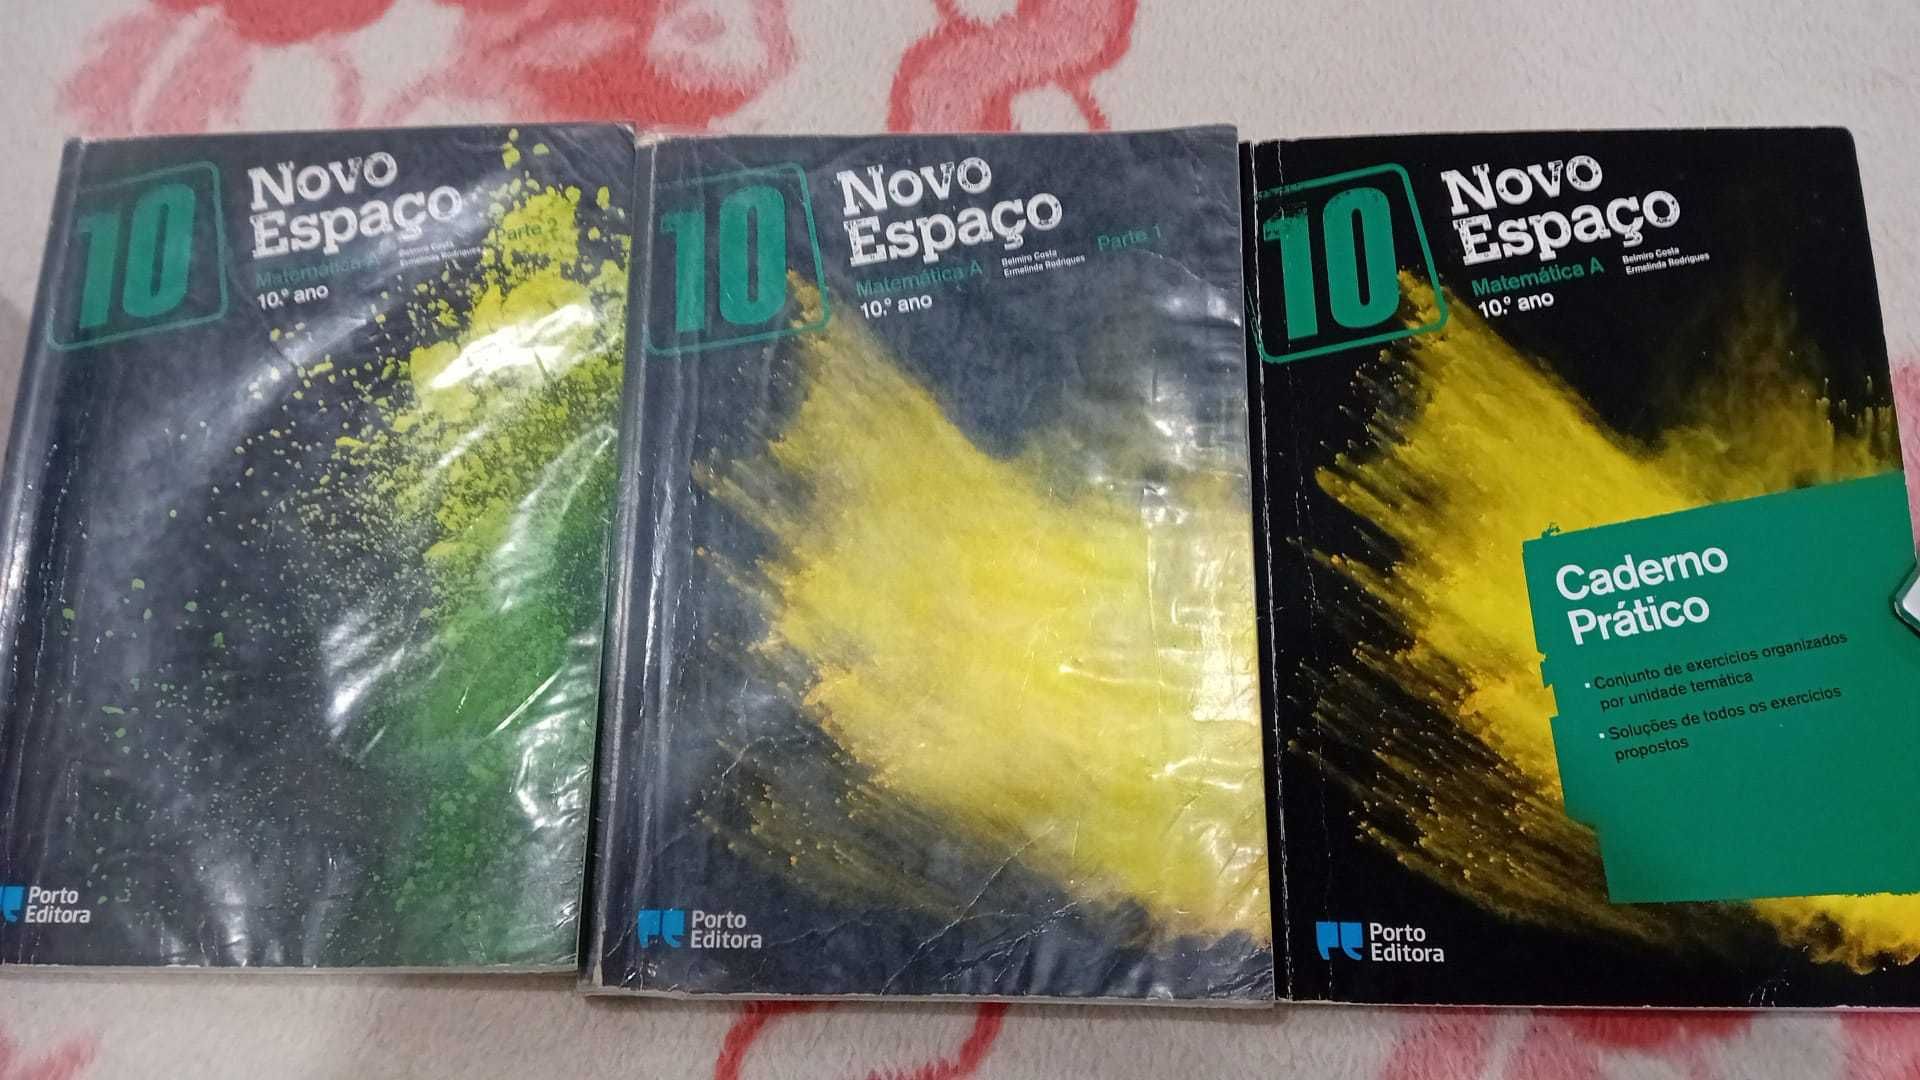 10
Novo
Espaço
Parte 2
Matemática A
Belmiro Costa
Ermelinda Rodrigues
10.º ano
Porto
Editora
10
Novo
Espaço
Parte 1
Matemática A
Belmiro Costa
Ermelinda Rodrigues
10.º ano
Porto
Editora
10
Novo
Espaço
Matemática A
Belmiro Costa
Ermelinda Rodrigues
10.º ano
Caderno
Prático
▪ Conjunto de exercícios organizados
por unidade temática
▪ Soluções de todos os exercícios
propostos
Porto
Editora